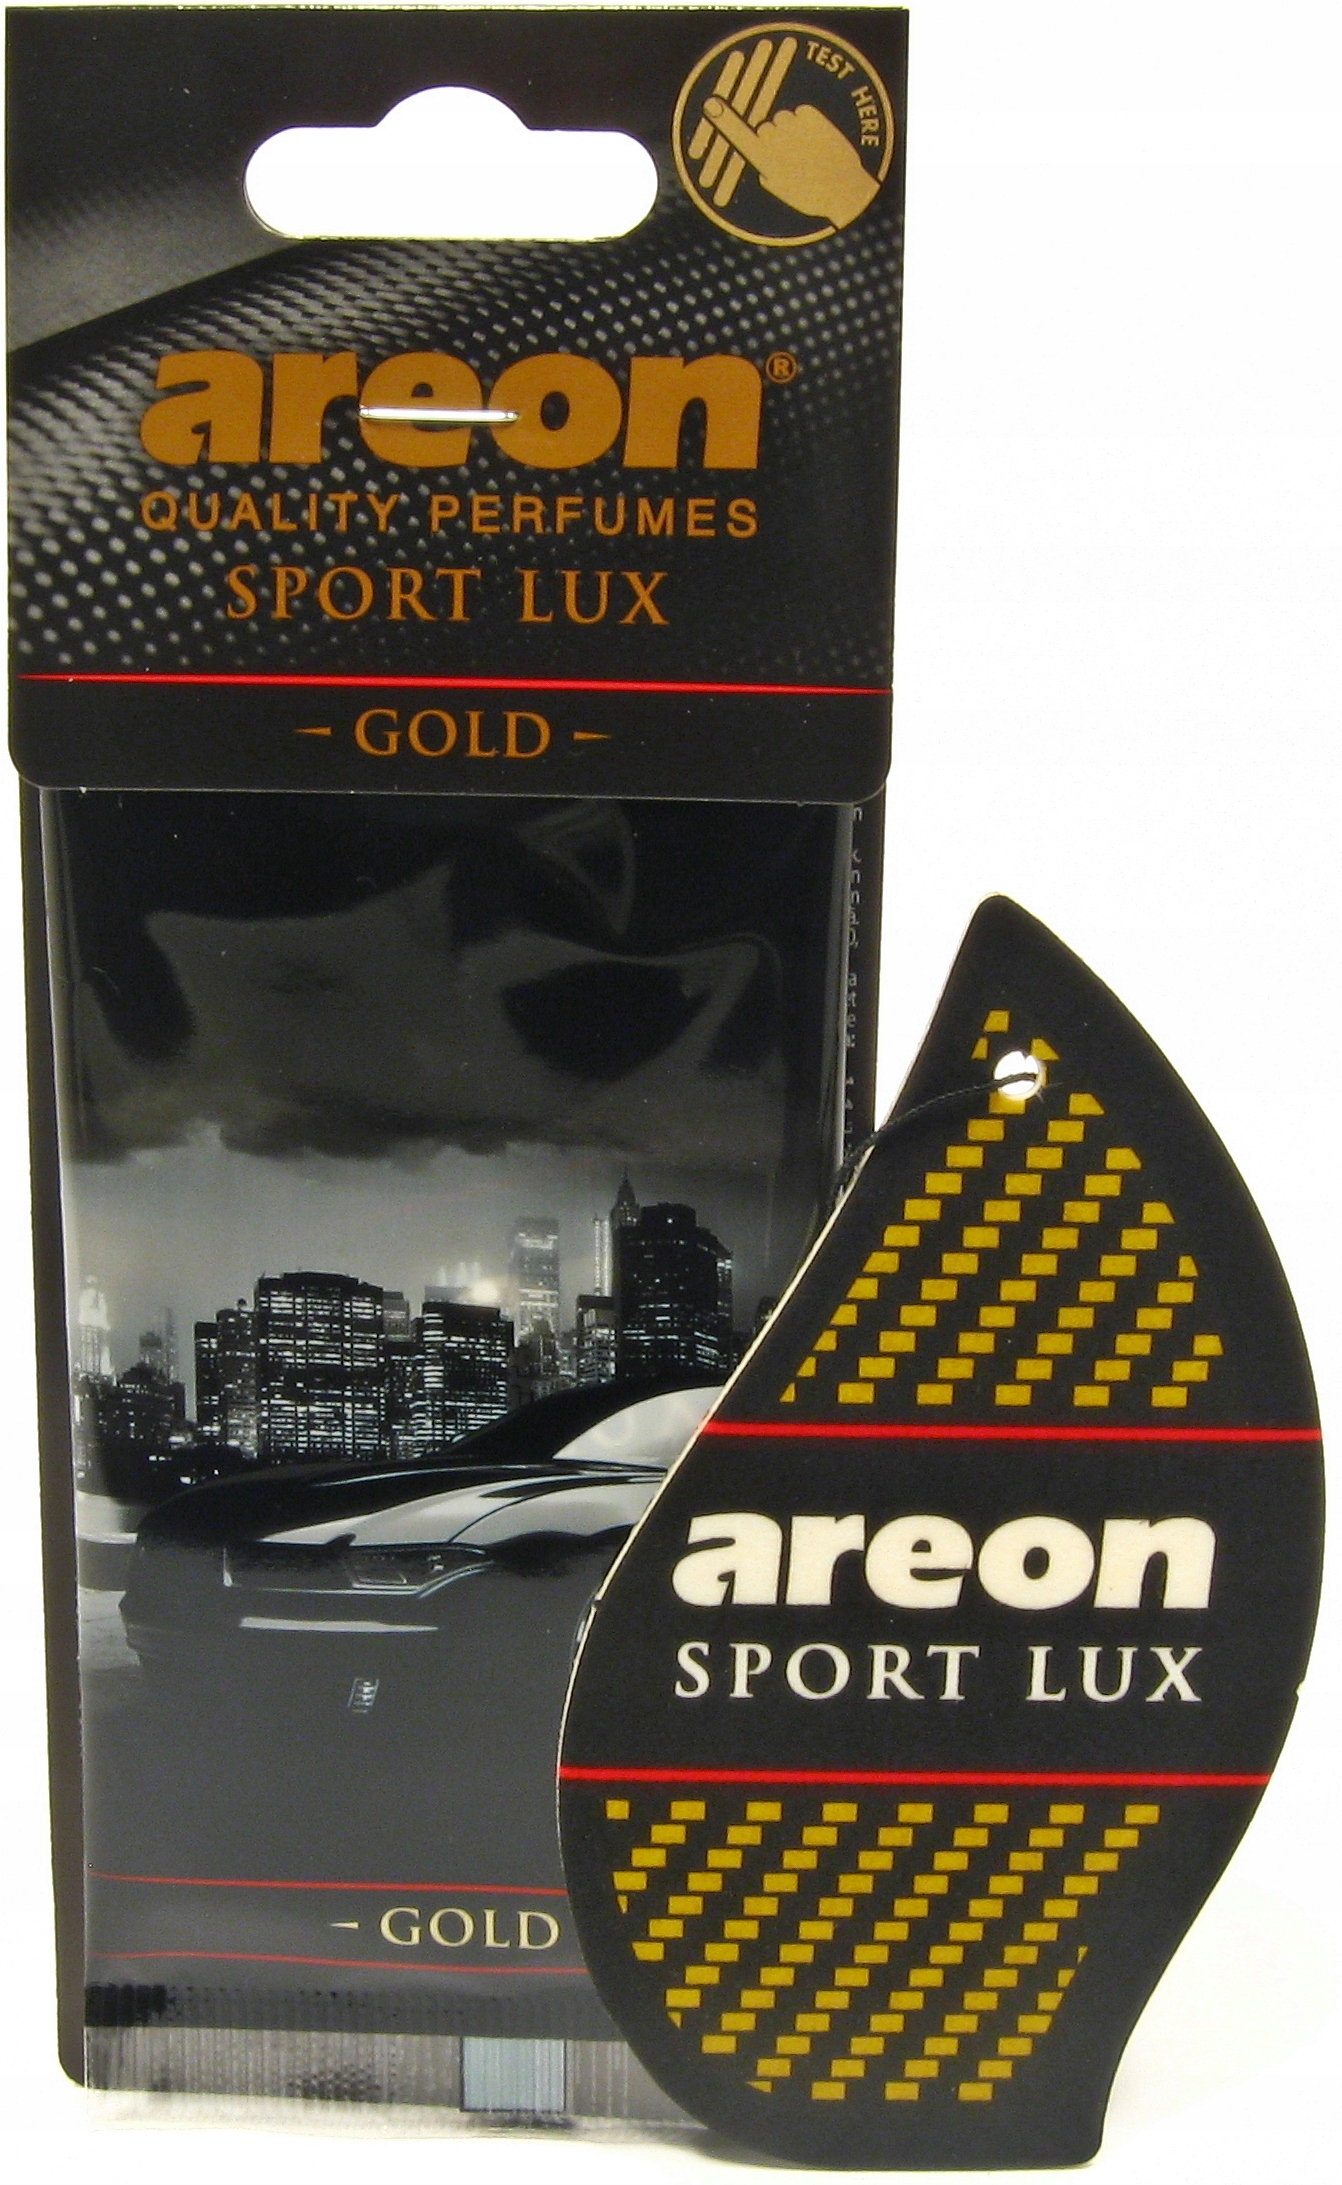 TEST HERE
areon®
QUALITY PERFUMES
SPORT LUX
- GOLD -
areon
SPORT LUX
- GOLD